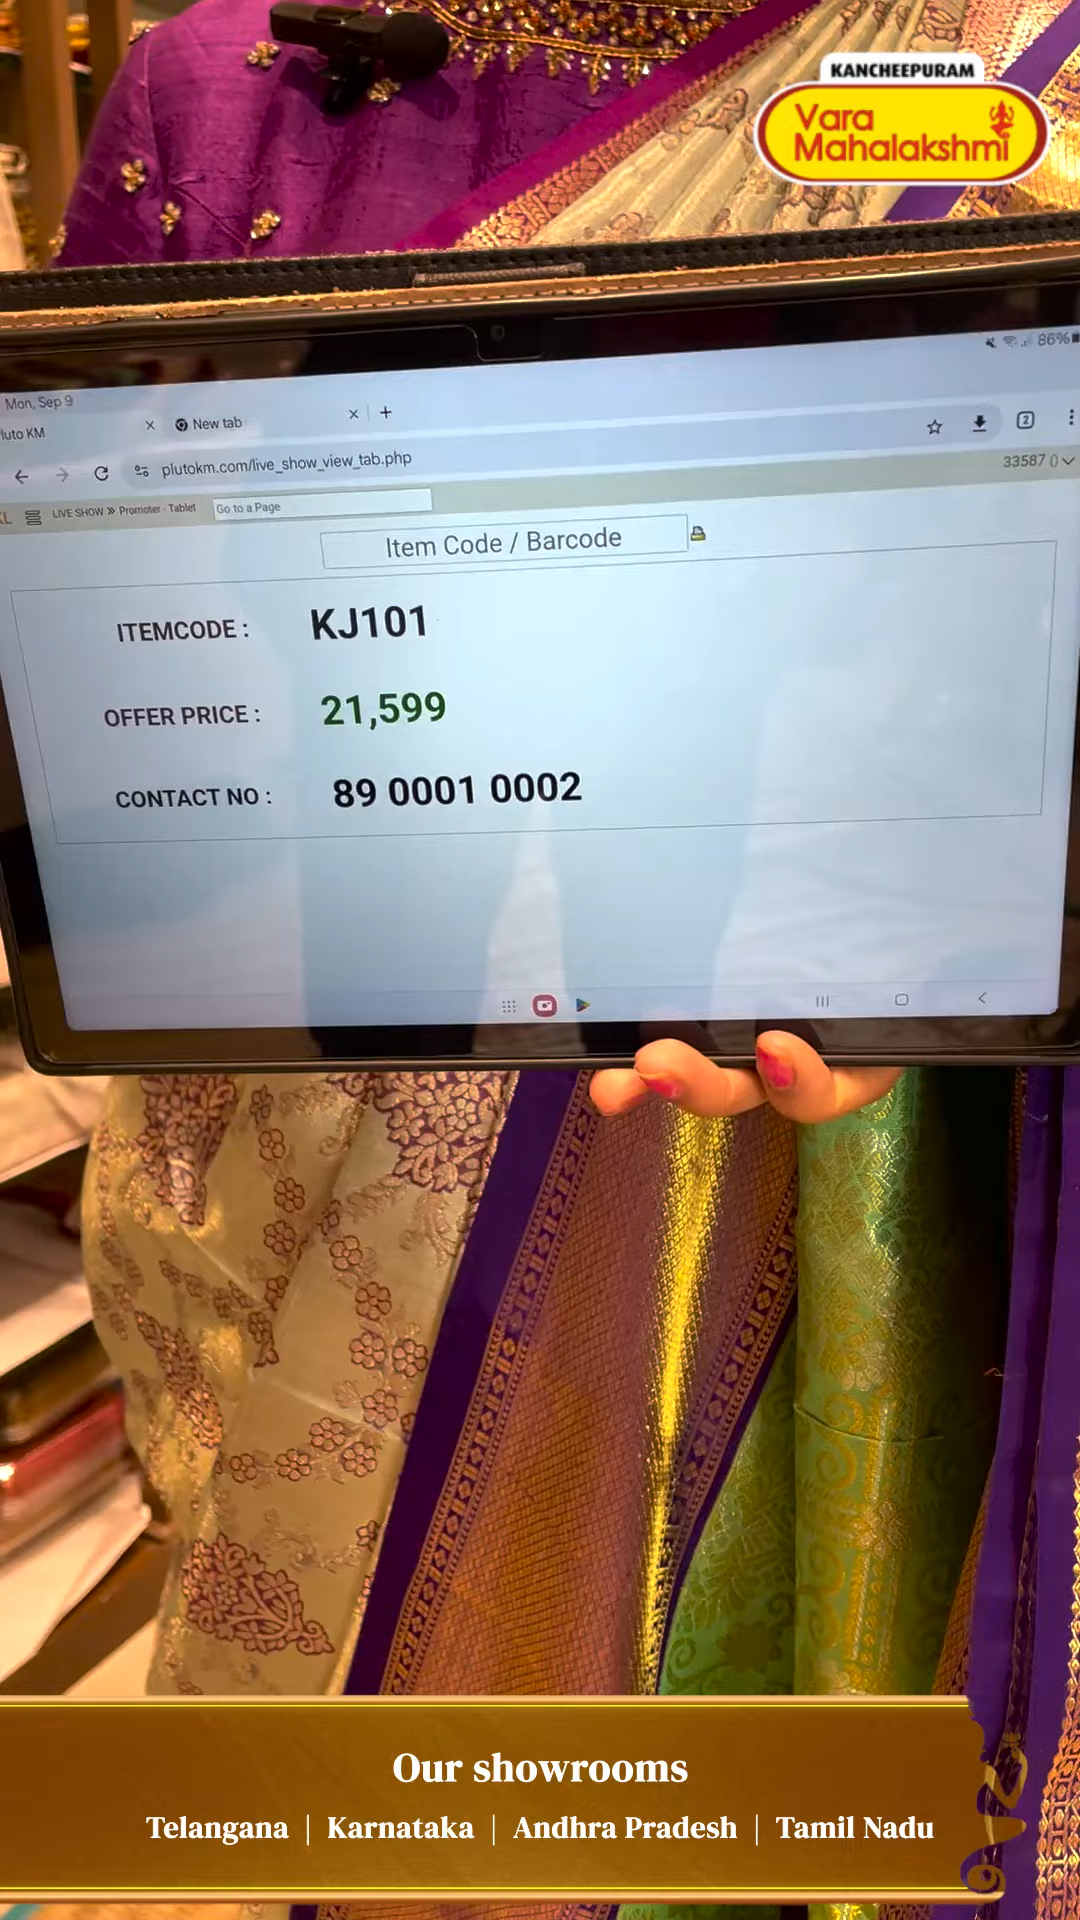 KANCHEEPURAM
Vara
Mahalakshmi
86%
Mon, Sep 9
luto KM
New tab
2
plutokm.com/live_show_view_tab.php
33587 ()
LIVE SHOW » Promoter - Tablet
Go to a Page
Item Code / Barcode
ITEMCODE : KJ101
OFFER PRICE : 21,599
CONTACT NO : 89 0001 0002
Our showrooms
Telangana | Karnataka | Andhra Pradesh | Tamil Nadu